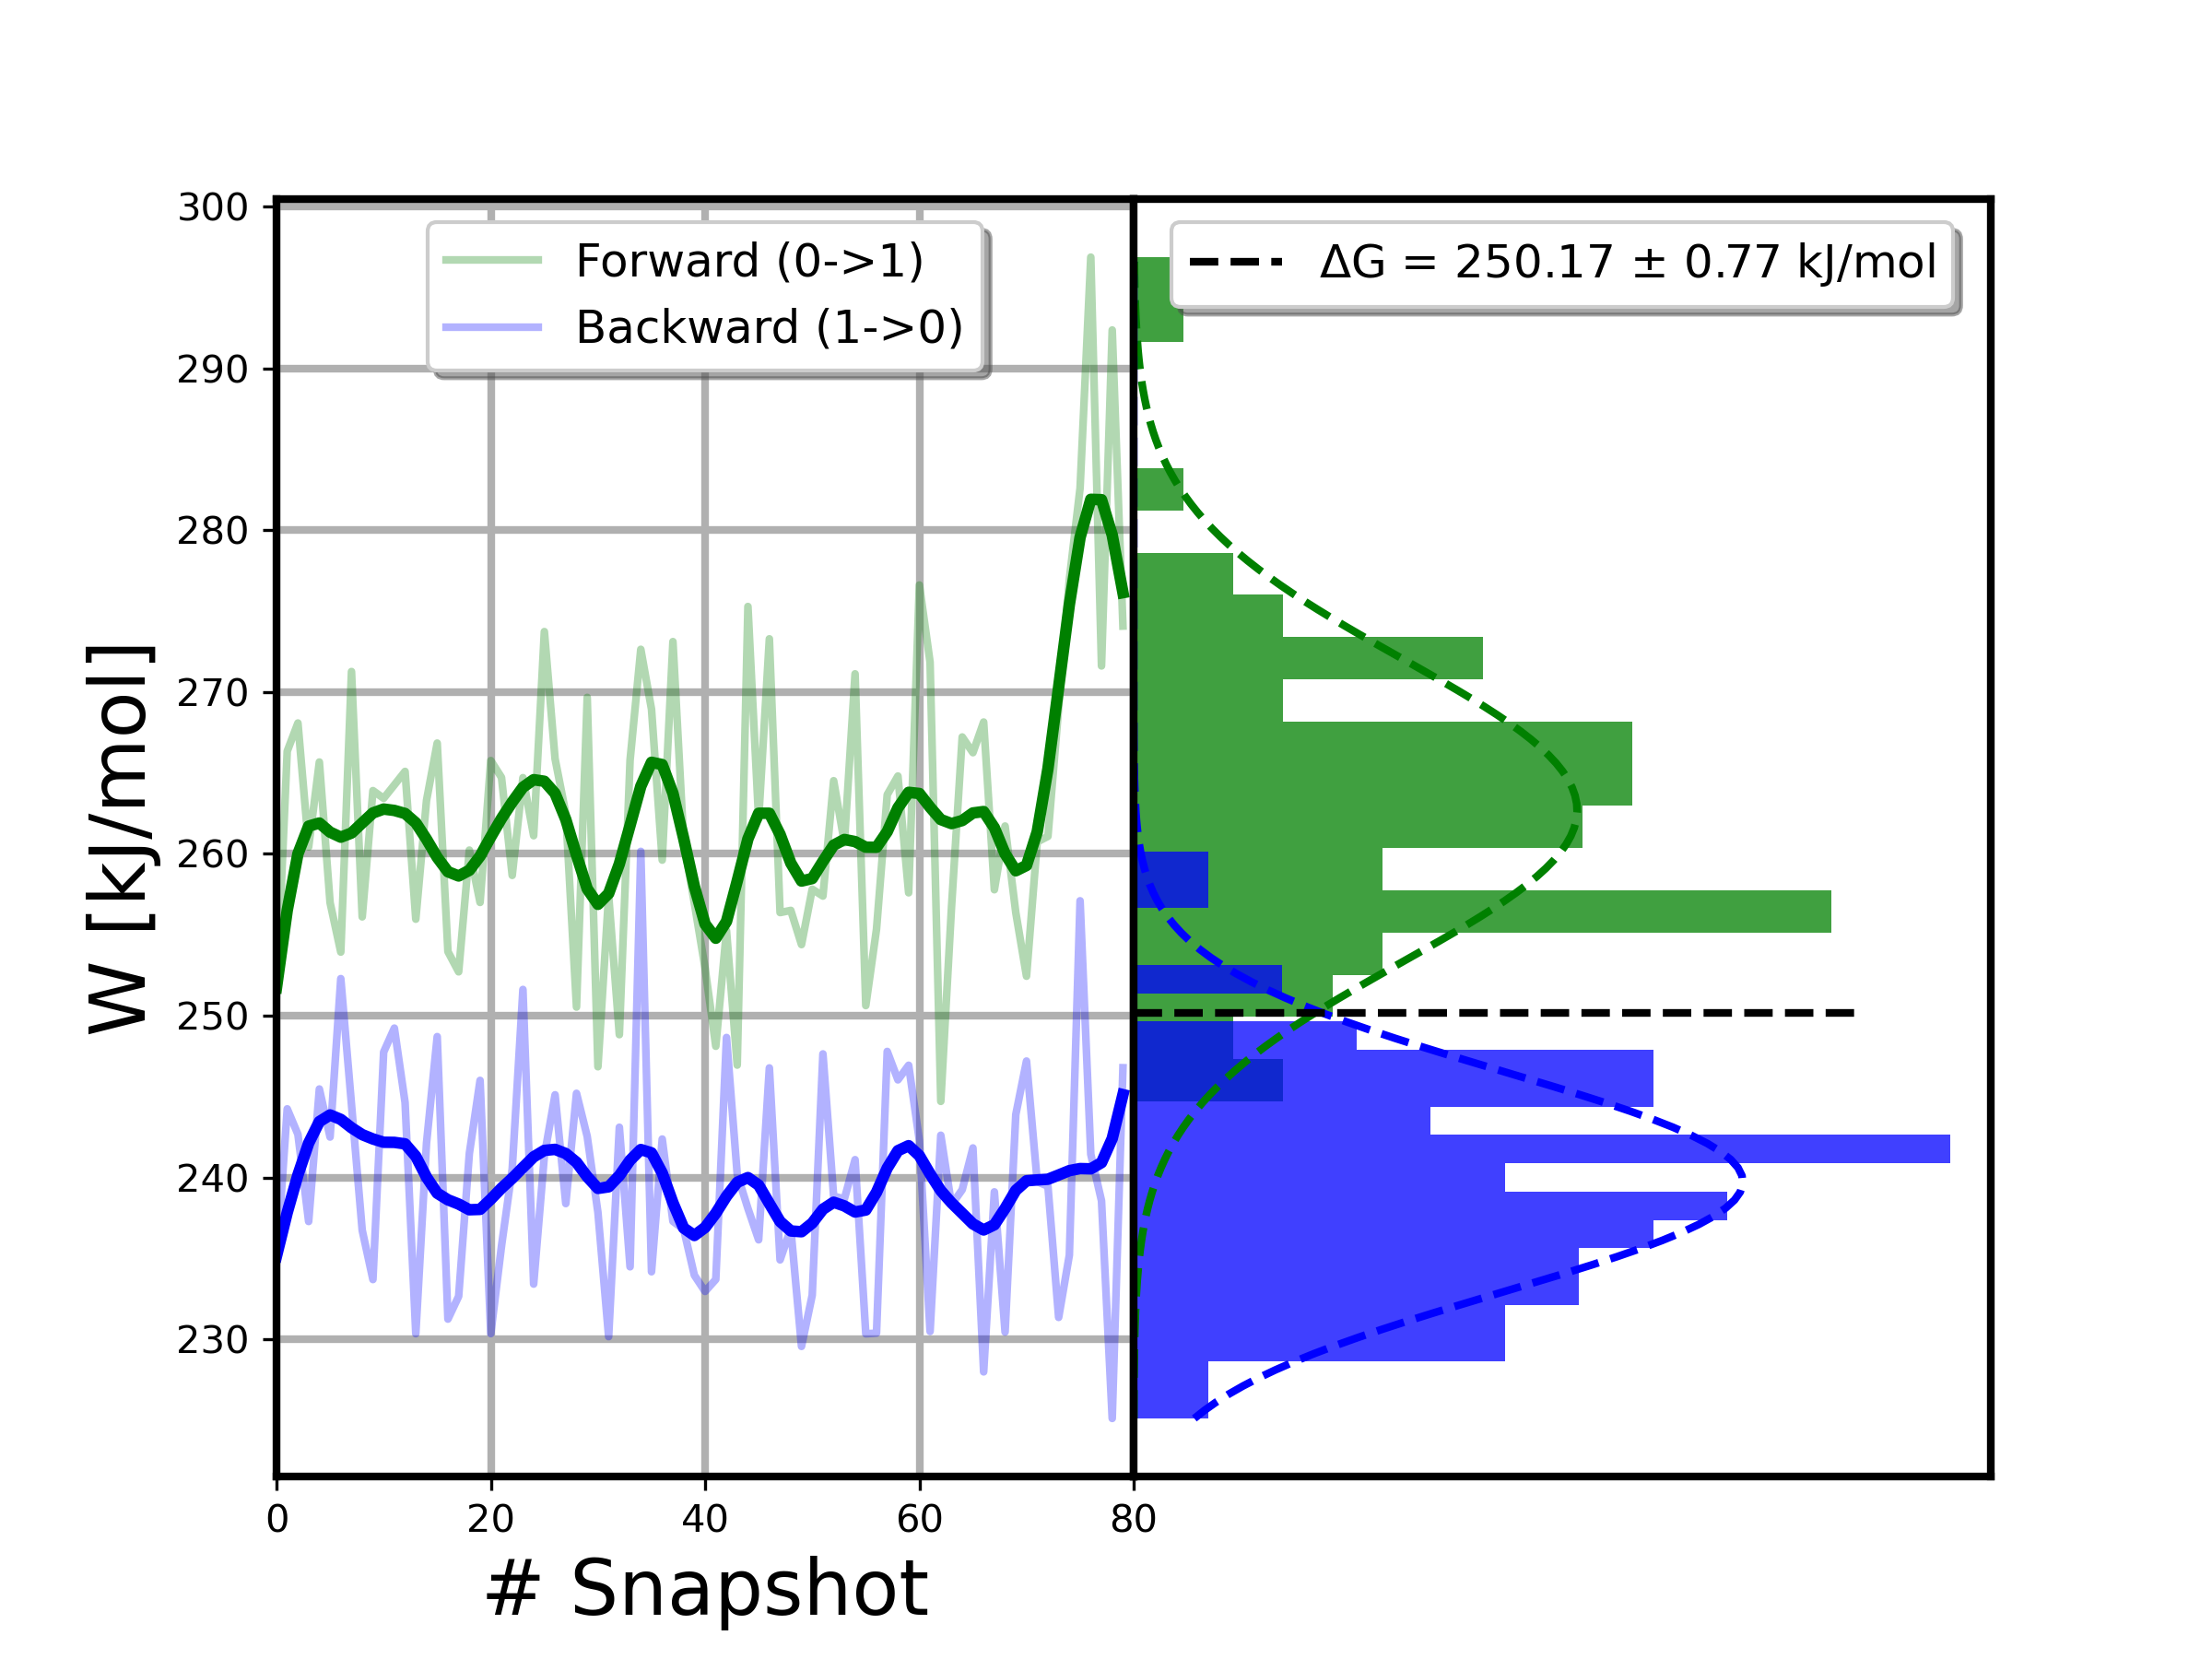 Forward (0->1)
Backward (1->0)
ΔG = 250.17 ± 0.77 kJ/mol
W [kJ/mol]
300
290
280
270
260
250
240
230
0 20 40 60 80
# Snapshot